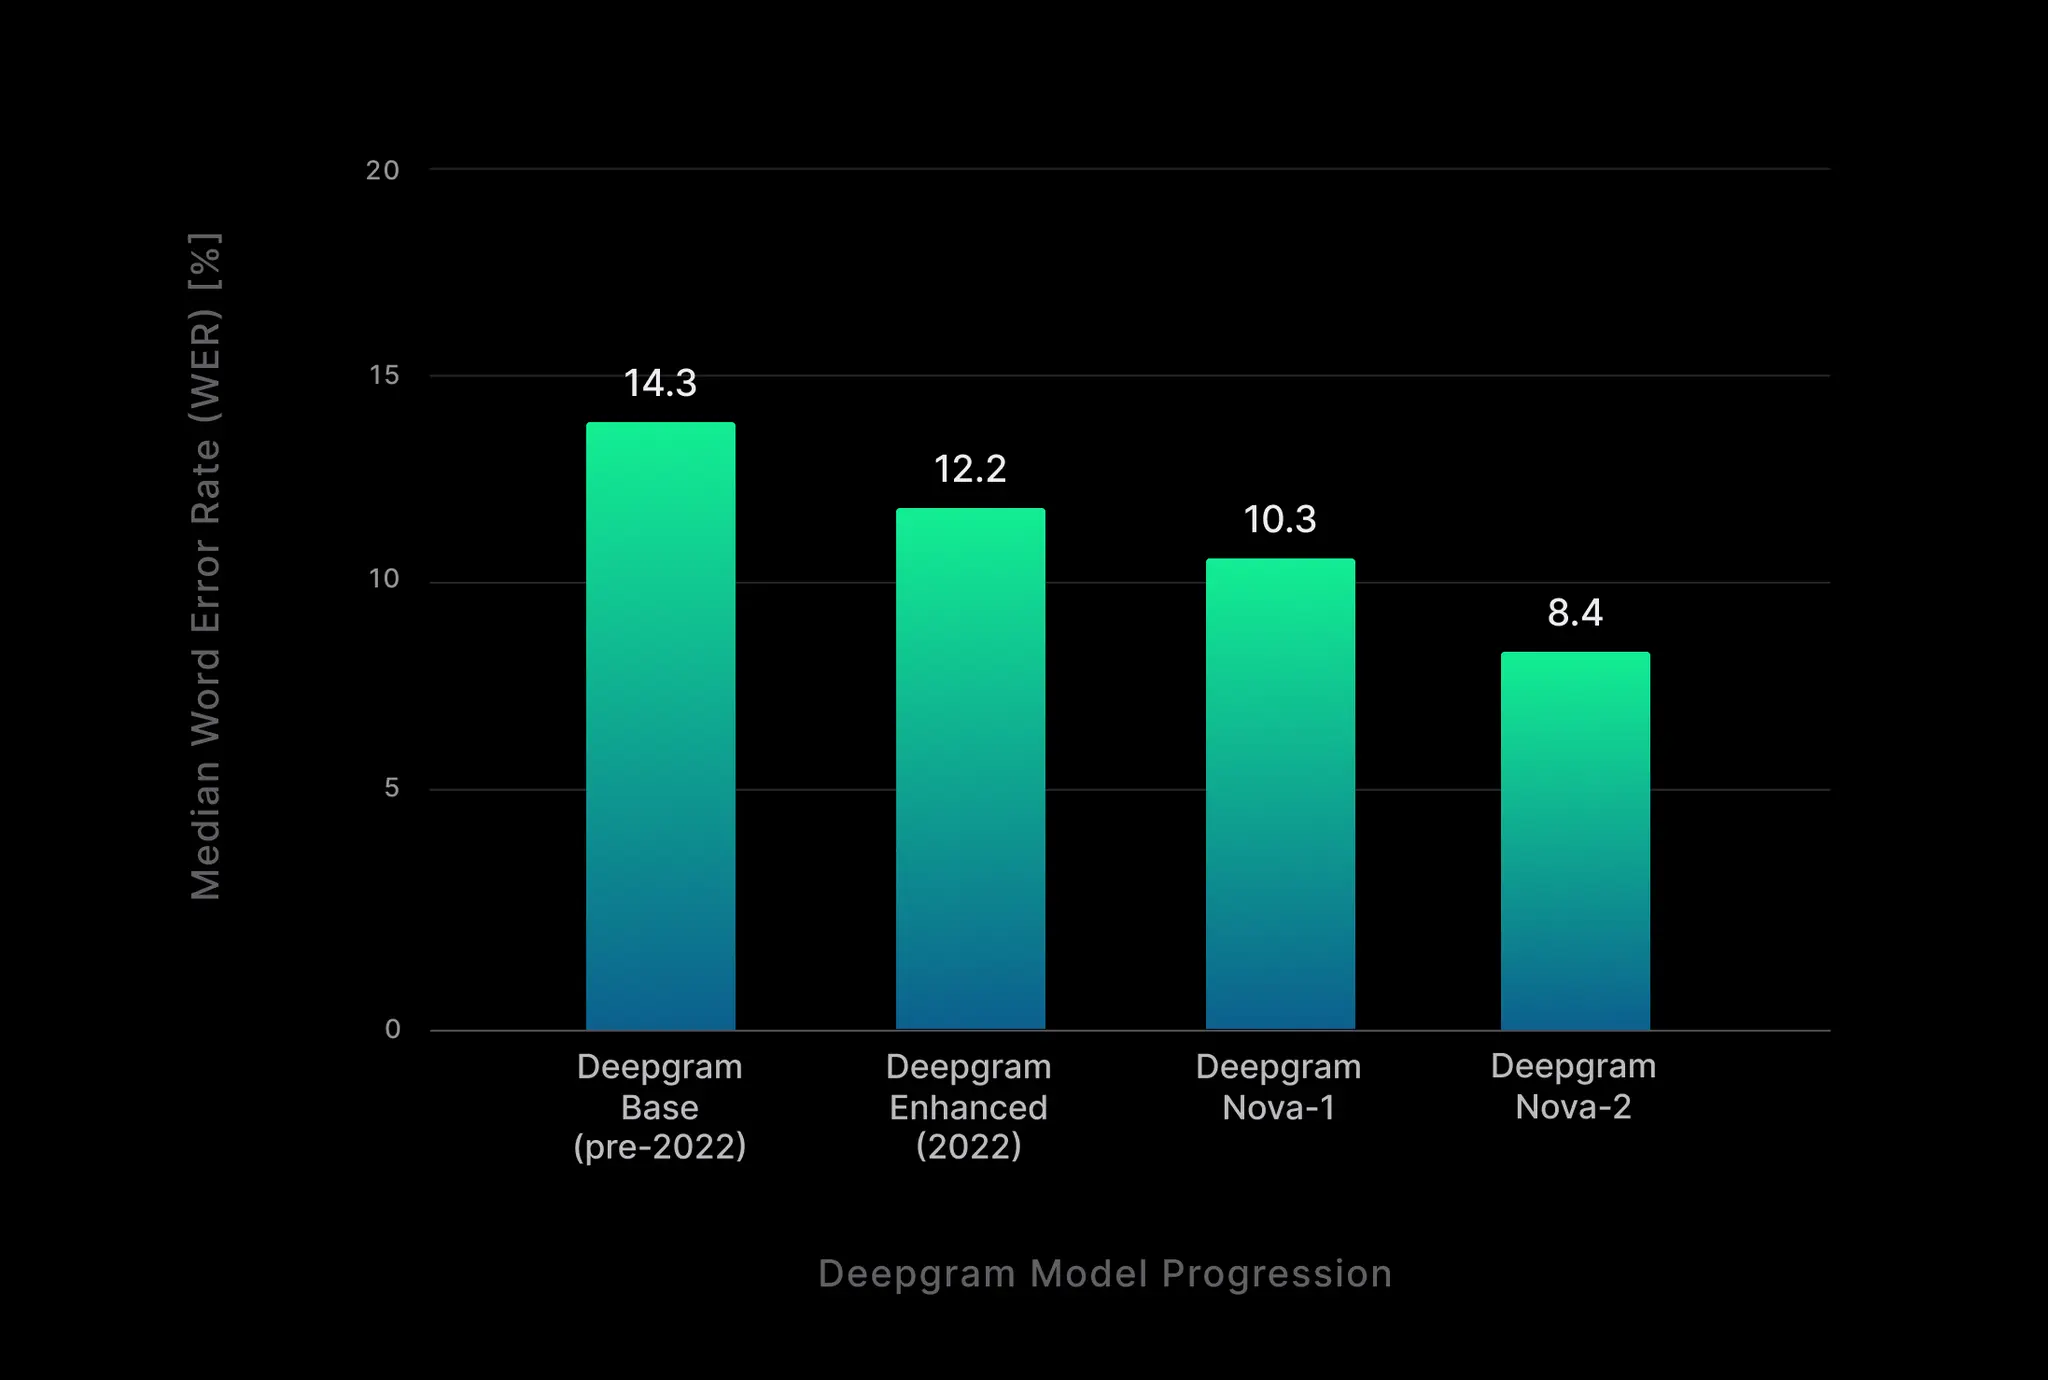 Median Word Error Rate (WER) [%]
20
15
10
5
0
14.3
12.2
10.3
8.4
Deepgram
Base
(pre-2022)
Deepgram
Enhanced
(2022)
Deepgram
Nova-1
Deepgram
Nova-2
Deepgram Model Progression